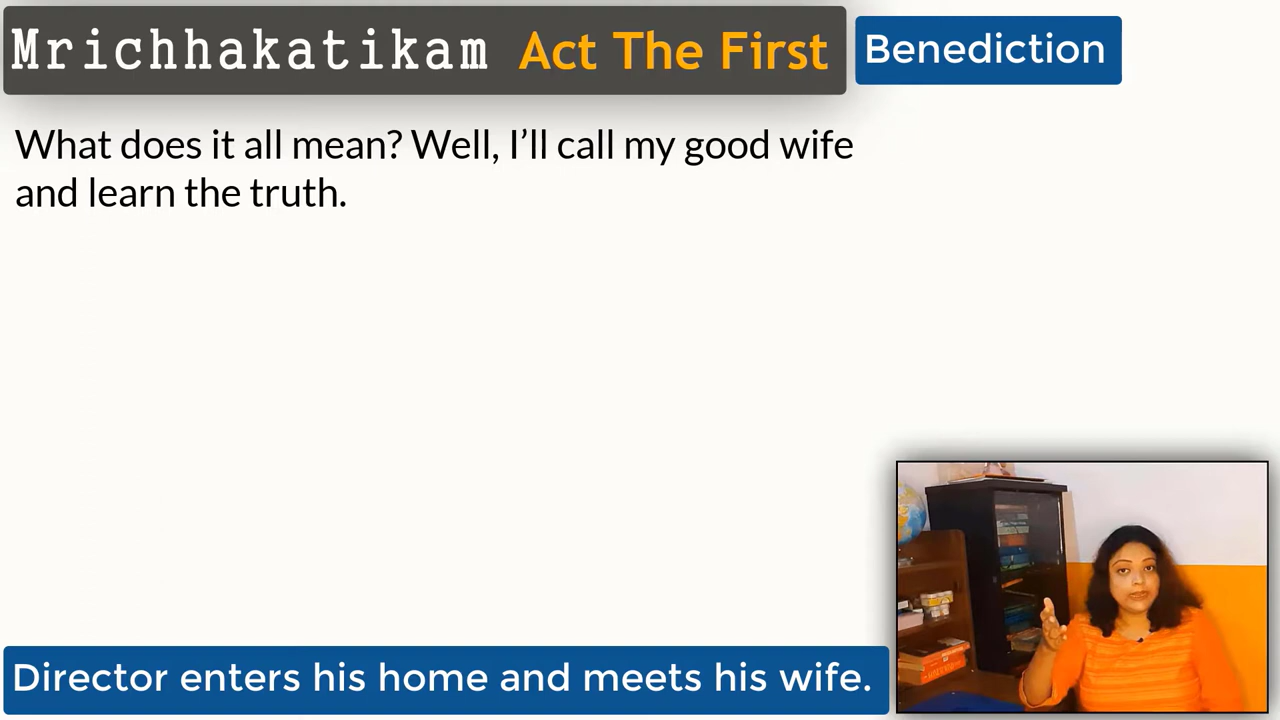 Mrichhakatikam Act The First Benediction
What does it all mean? Well, I’ll call my good wife
and learn the truth.
Director enters his home and meets his wife.